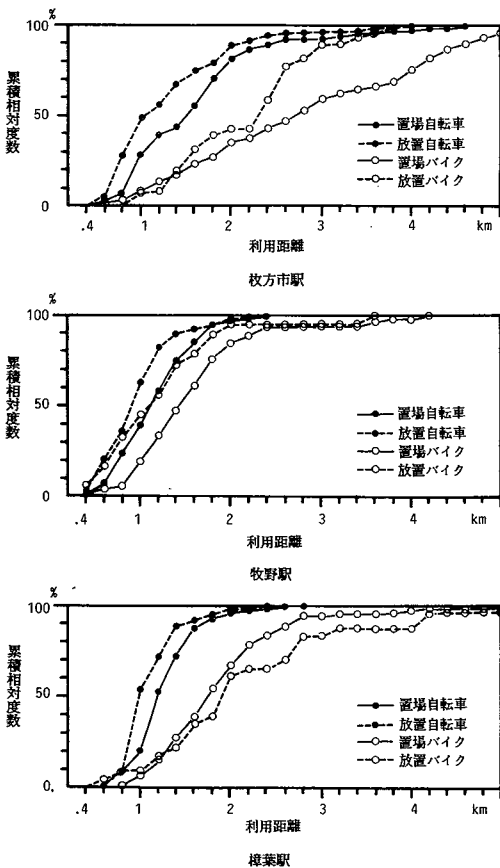 %
100
累積相対度数
50
0
置場自転車
放置自転車
置場バイク
放置バイク
.4 1 2 3 4 km
利用距離
枚方市駅
%
100
累積相対度数
50
0
置場自転車
放置自転車
置場バイク
放置バイク
.4 1 2 3 4 km
利用距離
牧野駅
%
100
累積相対度数
50
0.
置場自転車
放置自転車
置場バイク
放置バイク
.4 1 2 3 4 km
利用距離
樟葉駅